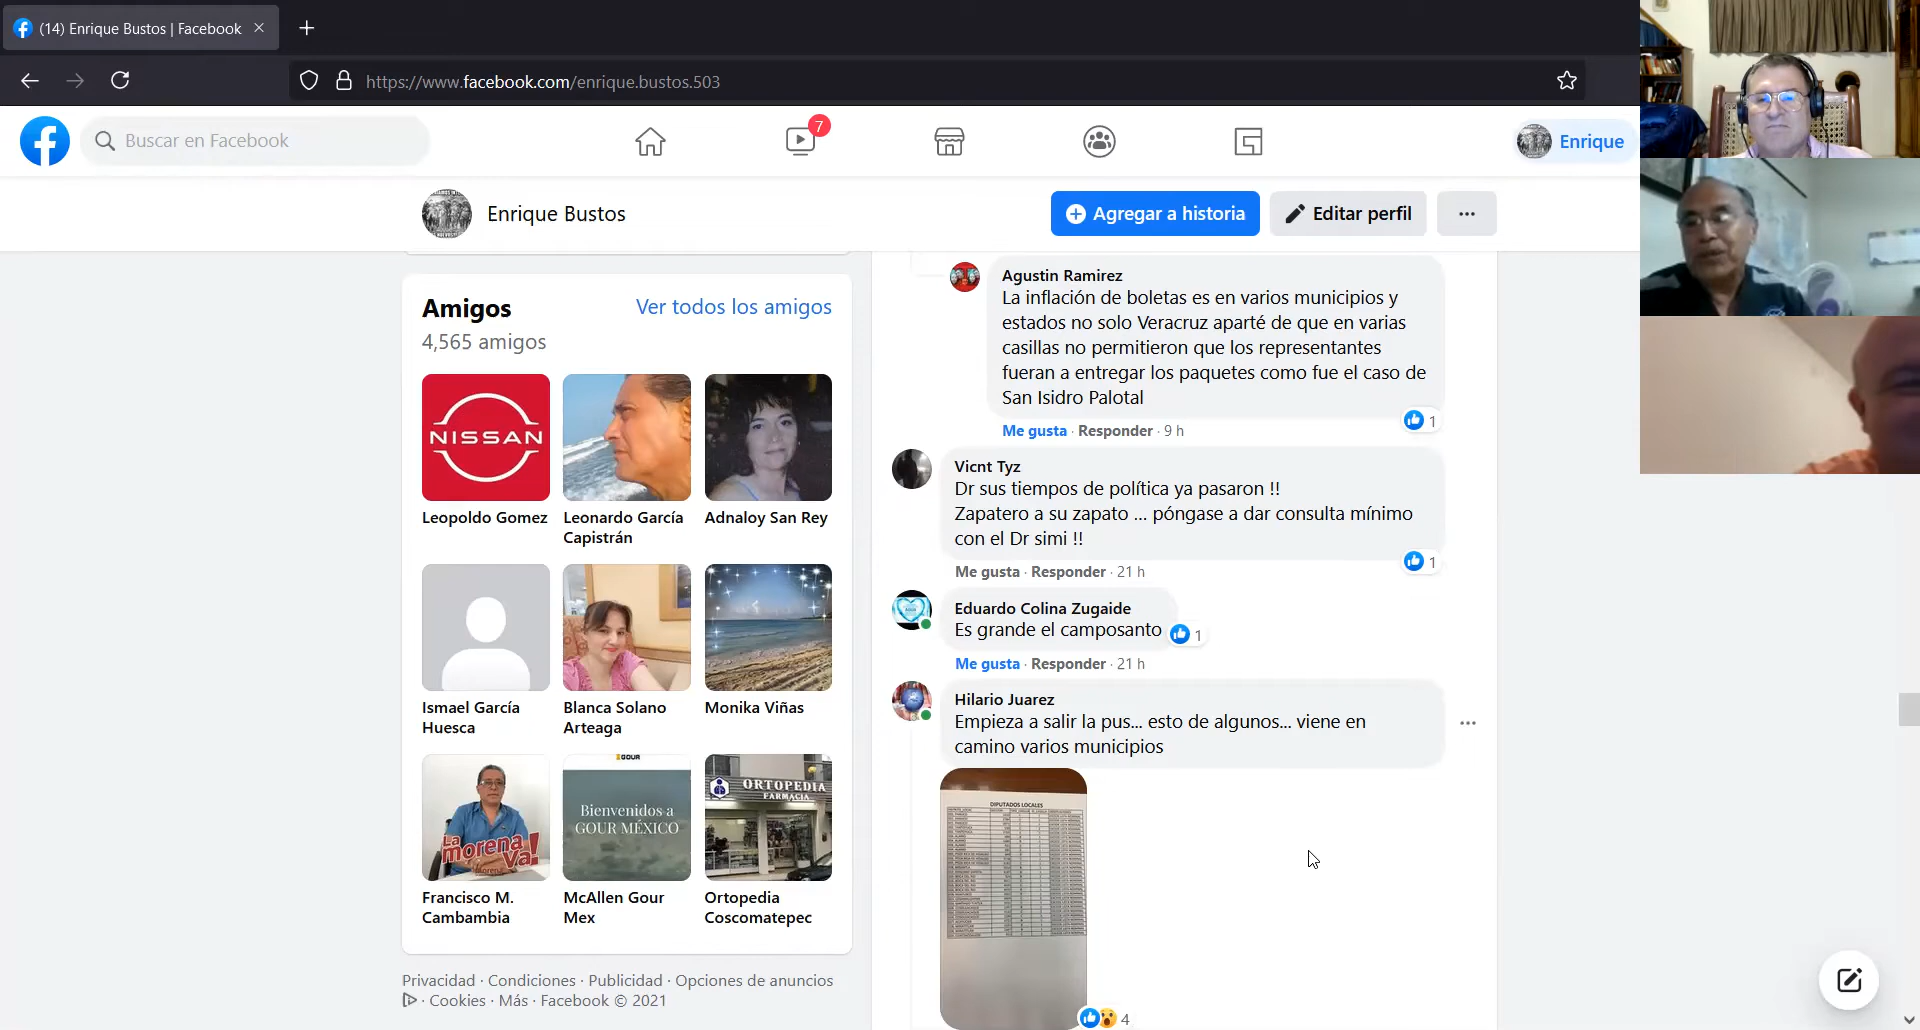 (14) Enrique Bustos | Facebook
https://www.facebook.com/enrique.bustos.503
Buscar en Facebook
7
Enrique
Enrique Bustos
Agregar a historia
Editar perfil
Amigos
Ver todos los amigos
4,565 amigos
NISSAN
Leopoldo Gomez
Leonardo García
Capistrán
Adnaloy San Rey
Ismael García
Huesca
Blanca Solano
Arteaga
Monika Viñas
La
morena
va!
Francisco M.
Cambambia
GOUR
Bienvenidos a
GOUR MÉXICO
McAllen Gour
Mex
ORTOPEDIA
FARMACIA
Ortopedia
Coscomatepec
Privacidad · Condiciones · Publicidad · Opciones de anuncios
· Cookies · Más · Facebook © 2021
Agustin Ramirez
La inflación de boletas es en varios municipios y
estados no solo Veracruz aparté de que en varias
casillas no permitieron que los representantes
fueran a entregar los paquetes como fue el caso de
San Isidro Palotal
1
Me gusta · Responder · 9 h
Vicnt Tyz
Dr sus tiempos de política ya pasaron !!
Zapatero a su zapato ... póngase a dar consulta mínimo
con el Dr simi !!
1
Me gusta · Responder · 21 h
Eduardo Colina Zugaide
Es grande el camposanto
1
Me gusta · Responder · 21 h
Hilario Juarez
Empieza a salir la pus... esto de algunos... viene en
camino varios municipios
DIPUTADOS LOCALES
4